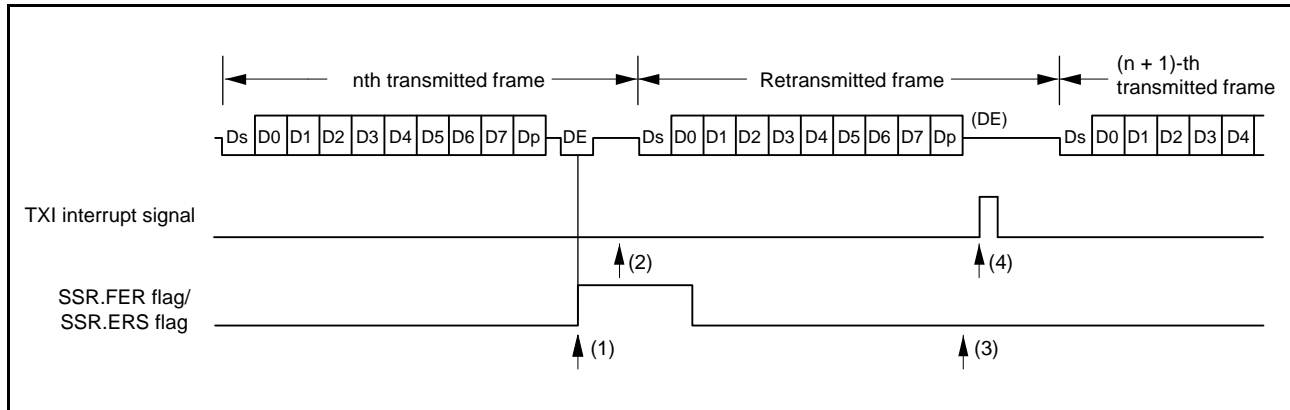 nth transmitted frame
Retransmitted frame
(n + 1)-th
transmitted frame
Ds D0 D1 D2 D3 D4 D5 D6 D7 Dp DE Ds D0 D1 D2 D3 D4 D5 D6 D7 Dp (DE) Ds D0 D1 D2 D3 D4
TXI interrupt signal
(2)
(4)
SSR.FER flag/
SSR.ERS flag
(1)
(3)